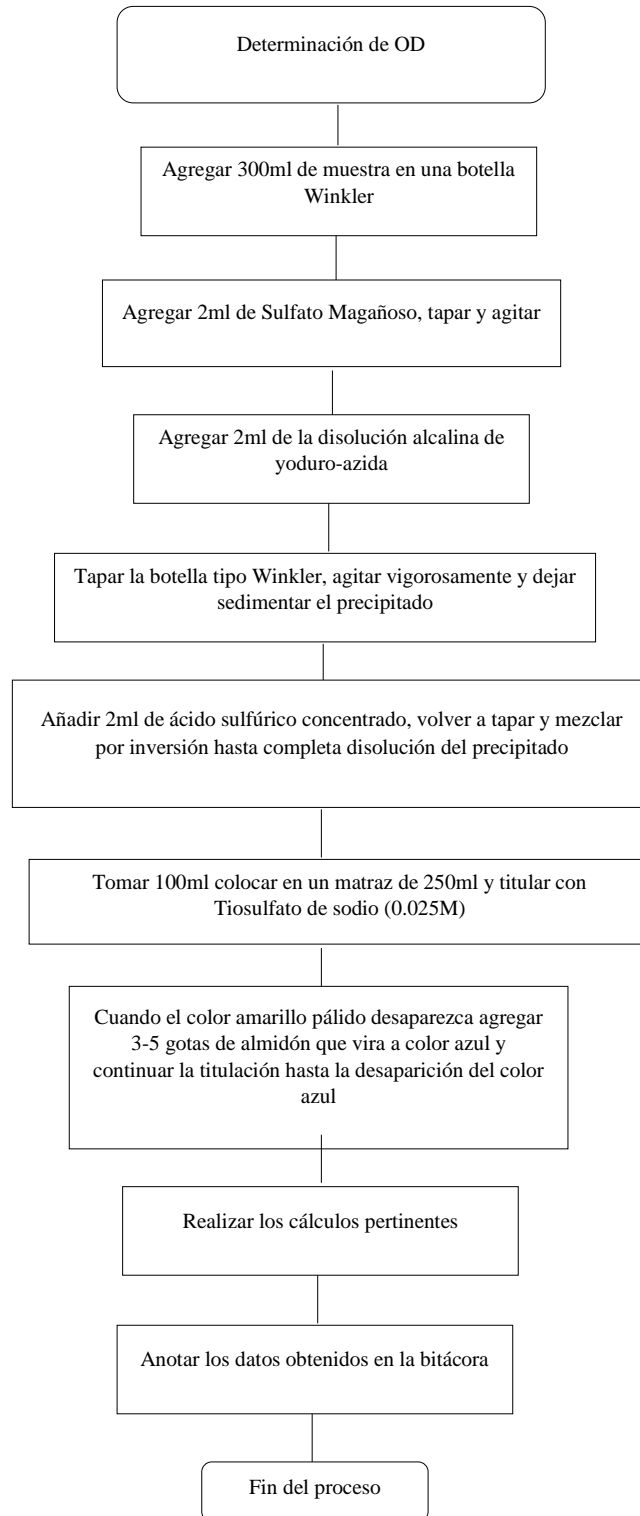 Determinación de OD
Agregar 300ml de muestra en una botella
Winkler
Agregar 2ml de Sulfato Magañoso, tapar y agitar
Agregar 2ml de la disolución alcalina de
yoduro-azida
Tapar la botella tipo Winkler, agitar vigorosamente y dejar
sedimentar el precipitado
Añadir 2ml de ácido sulfúrico concentrado, volver a tapar y mezclar
por inversión hasta completa disolución del precipitado
Tomar 100ml colocar en un matraz de 250ml y titular con
Tiosulfato de sodio (0.025M)
Cuando el color amarillo pálido desaparezca agregar
3-5 gotas de almidón que vira a color azul y
continuar la titulación hasta la desaparición del color
azul
Realizar los cálculos pertinentes
Anotar los datos obtenidos en la bitácora
Fin del proceso